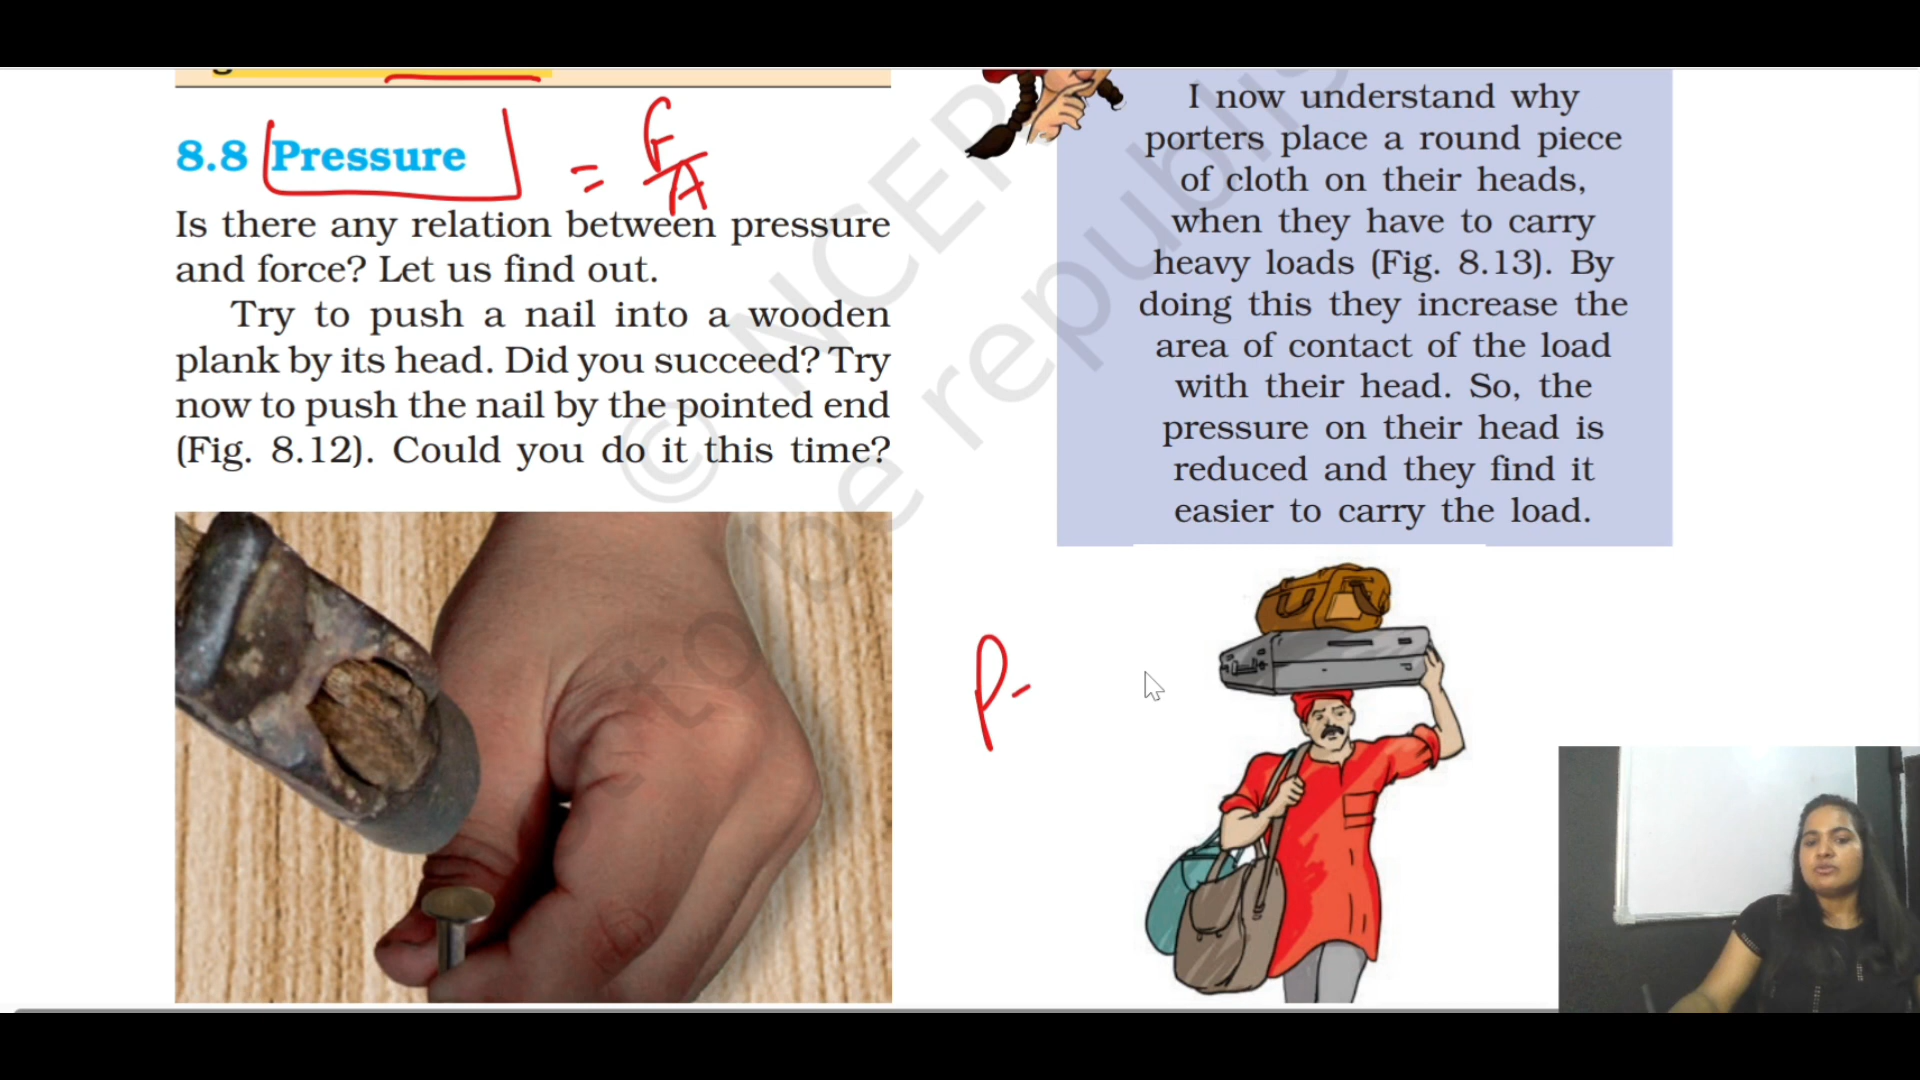 8.8 Pressure = F/A
Is there any relation between pressure
and force? Let us find out.
Try to push a nail into a wooden
plank by its head. Did you succeed? Try
now to push the nail by the pointed end
(Fig. 8.12). Could you do it this time?
I now understand why
porters place a round piece
of cloth on their heads,
when they have to carry
heavy loads (Fig. 8.13). By
doing this they increase the
area of contact of the load
with their head. So, the
pressure on their head is
reduced and they find it
easier to carry the load.
P-
© NCER
be republis
to